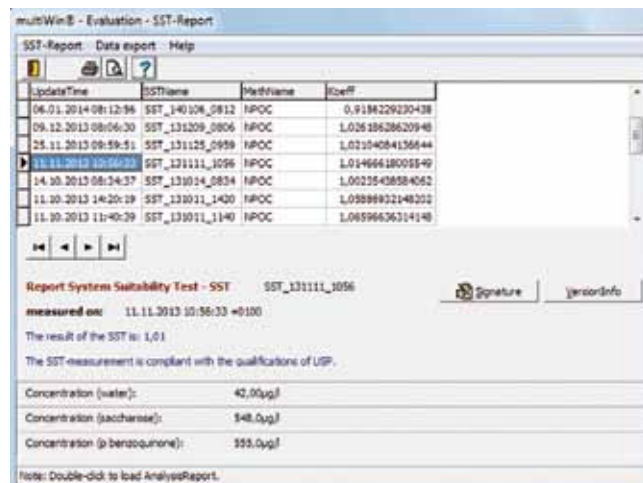 multiWin® - Evaluation - SST-Report
SST-Report Data export Help
UpdateTime SSTName MethName Koeff
06.01.2014 08:12:56 SST_140106_0812 NPOC 0,9186229230438
09.12.2013 08:06:30 SST_131209_0806 NPOC 1,02618628620948
25.11.2013 09:59:51 SST_131125_0959 NPOC 1,02104084136644
11.11.2013 10:56:33 SST_131111_1056 NPOC 1,01466618005549
14.10.2013 08:34:37 SST_131014_0834 NPOC 1,00235438584062
11.10.2013 14:20:19 SST_131011_1420 NPOC 1,05886932148202
11.10.2013 11:40:39 SST_131011_1140 NPOC 1,06596636314148
Report System Suitability Test - SST SST_131111_1056
Signature VersionInfo
measured on: 11.11.2013 10:56:33 +0100
The result of the SST is: 1,01
The SST-measurement is compliant with the qualifications of USP.
Concentration (water): 42,00µg/l
Concentration (saccharose): 548,0µg/l
Concentration (p benzoquinone): 555,0µg/l
Note: Double-click to load AnalysisReport.